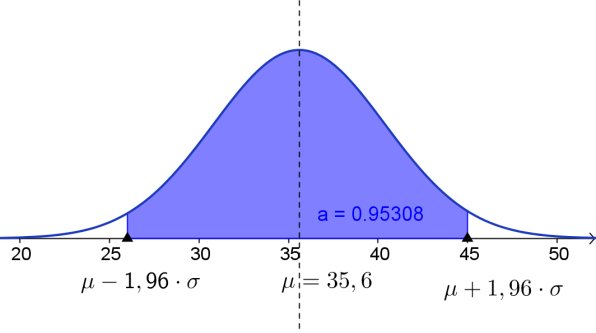 a = 0.95308
20 25 30 35 40 45 50
μ − 1,96 · σ
μ = 35,6
μ + 1,96 · σ